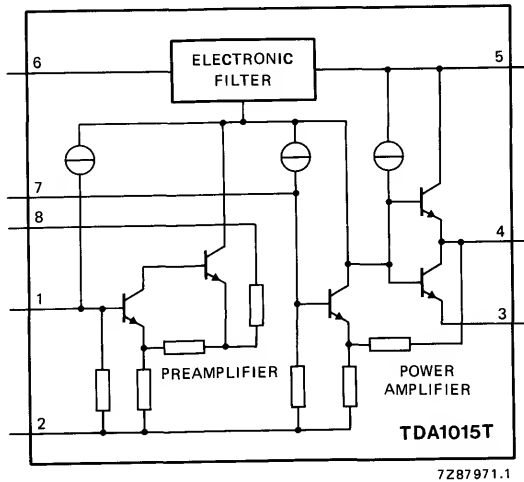 6
ELECTRONIC
FILTER
5
7
8
4
1
PREAMPLIFIER
POWER
AMPLIFIER
3
2
TDA1015T
7Z87971.1